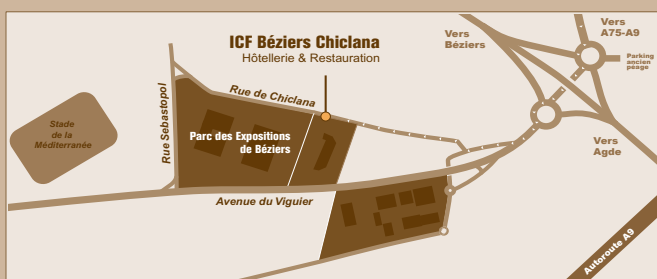 ICF Béziers Chiclana
Hôtellerie & Restauration
Vers
Béziers
Vers
A75-A9
Parking
ancien
péage
Rue de Chiclana
Rue Sebastopol
Stade
de la
Méditerranée
Parc des Expositions
de Béziers
Vers
Agde
Avenue du Viguier
Autoroute A9